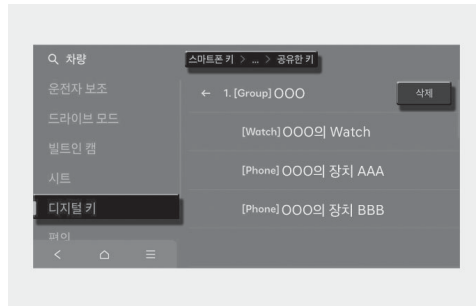 차량
스마트폰 키 > ... > 공유한 키
운전자 보조
← 1. [Group] OOO
삭제
드라이브 모드
[Watch] OOO의 Watch
빌트인 캠
[Phone] OOO의 장치 AAA
시트
디지털 키
[Phone] OOO의 장치 BBB
편의